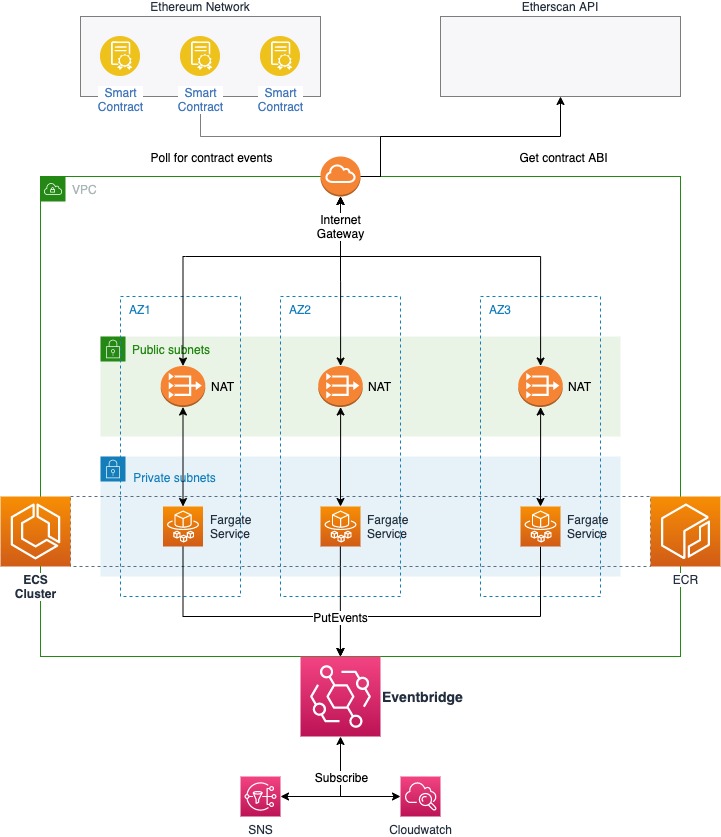 Ethereum Network
Etherscan API
Smart
Contract
Smart
Contract
Smart
Contract
Poll for contract events
Get contract ABI
VPC
Internet
Gateway
AZ1
AZ2
AZ3
Public subnets
NAT
NAT
NAT
Private subnets
Fargate
Service
Fargate
Service
Fargate
Service
ECS
Cluster
ECR
PutEvents
Eventbridge
Subscribe
SNS
Cloudwatch